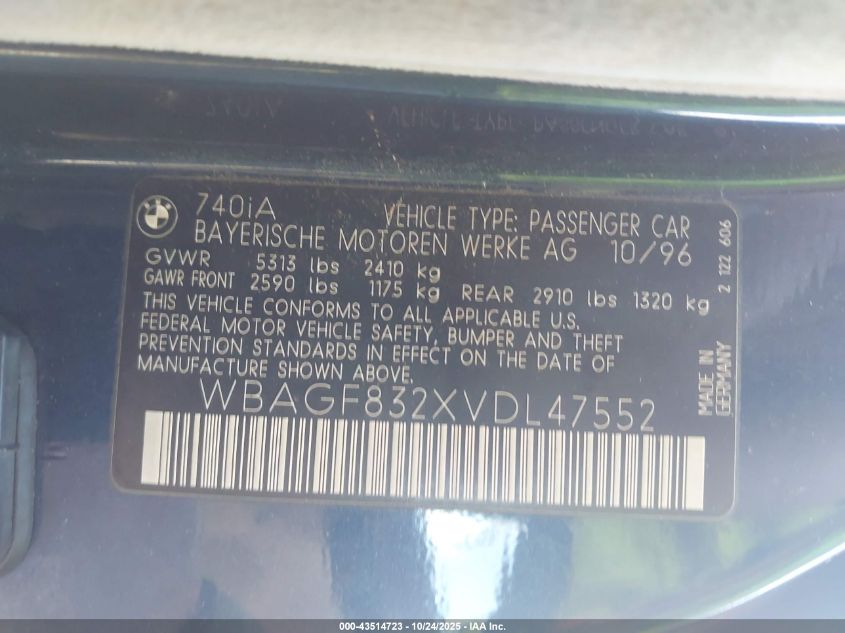 740iA VEHICLE TYPE: PASSENGER CAR
BAYERISCHE MOTOREN WERKE AG 10/96
GVWR 5313 lbs 2410 kg
GAWR FRONT 2590 lbs 1175 kg REAR 2910 lbs 1320 kg
THIS VEHICLE CONFORMS TO ALL APPLICABLE U.S.
FEDERAL MOTOR VEHICLE SAFETY, BUMPER AND THEFT
PREVENTION STANDARDS IN EFFECT ON THE DATE OF
MANUFACTURE SHOWN ABOVE.
WBAGF832XVDL47552
MADE IN
GERMANY
2 122 606
000-43514723 - 10/24/2025 - IAA Inc.